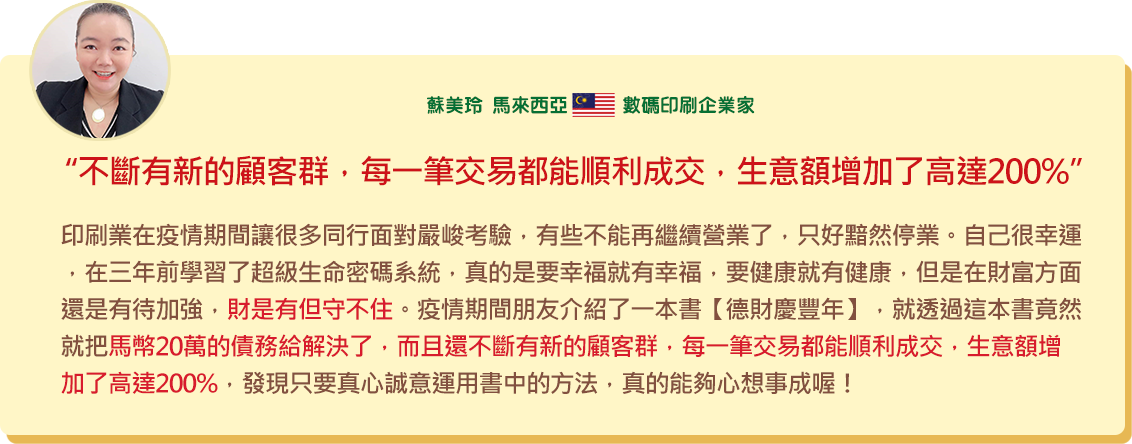 蘇美玲 馬來西亞 數碼印刷企業家
“不斷有新的顧客群，每一筆交易都能順利成交，生意額增加了高達200%”
印刷業在疫情期間讓很多同行面對嚴峻考驗，有些不能再繼續營業了，只好黯然停業。自己很幸運
，在三年前學習了超級生命密碼系統，真的是要幸福就有幸福，要健康就有健康，但是在財富方面
還是有待加強，財是有但守不住。疫情期間朋友介紹了一本書【德財慶豐年】，就透過這本書竟然
就把馬幣20萬的債務給解決了，而且還不斷有新的顧客群，每一筆交易都能順利成交，生意額增
加了高達200%，發現只要真心誠意運用書中的方法，真的能夠心想事成喔！